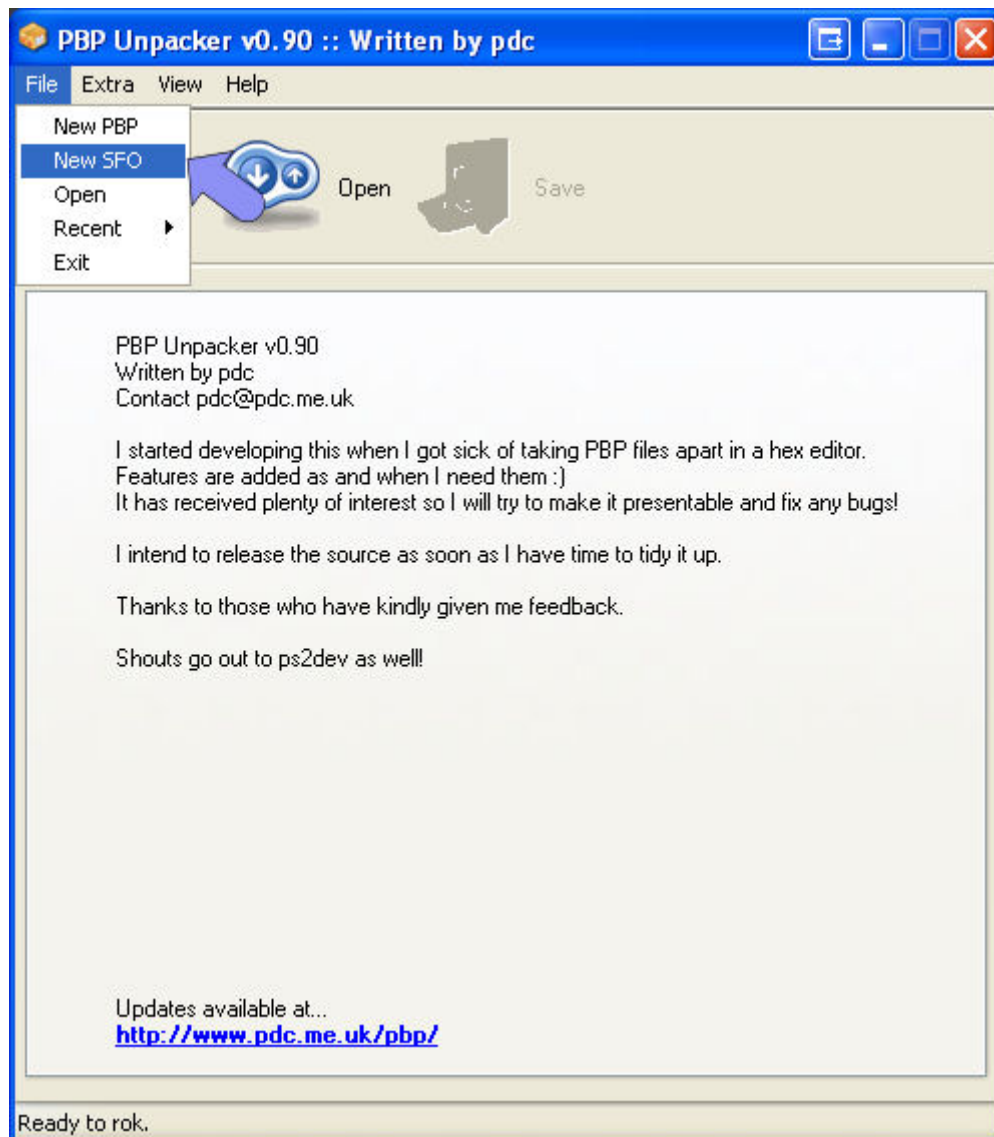 PBP Unpacker v0.90 :: Written by pdc
File Extra View Help
New PBP
New SFO
Open
Recent
Exit
Open
Save
PBP Unpacker v0.90
Written by pdc
Contact pdc@pdc.me.uk
I started developing this when I got sick of taking PBP files apart in a hex editor.
Features are added as and when I need them :)
It has received plenty of interest so I will try to make it presentable and fix any bugs!
I intend to release the source as soon as I have time to tidy it up.
Thanks to those who have kindly given me feedback.
Shouts go out to ps2dev as well!
Updates available at...
http://www.pdc.me.uk/pbp/
Ready to rok.